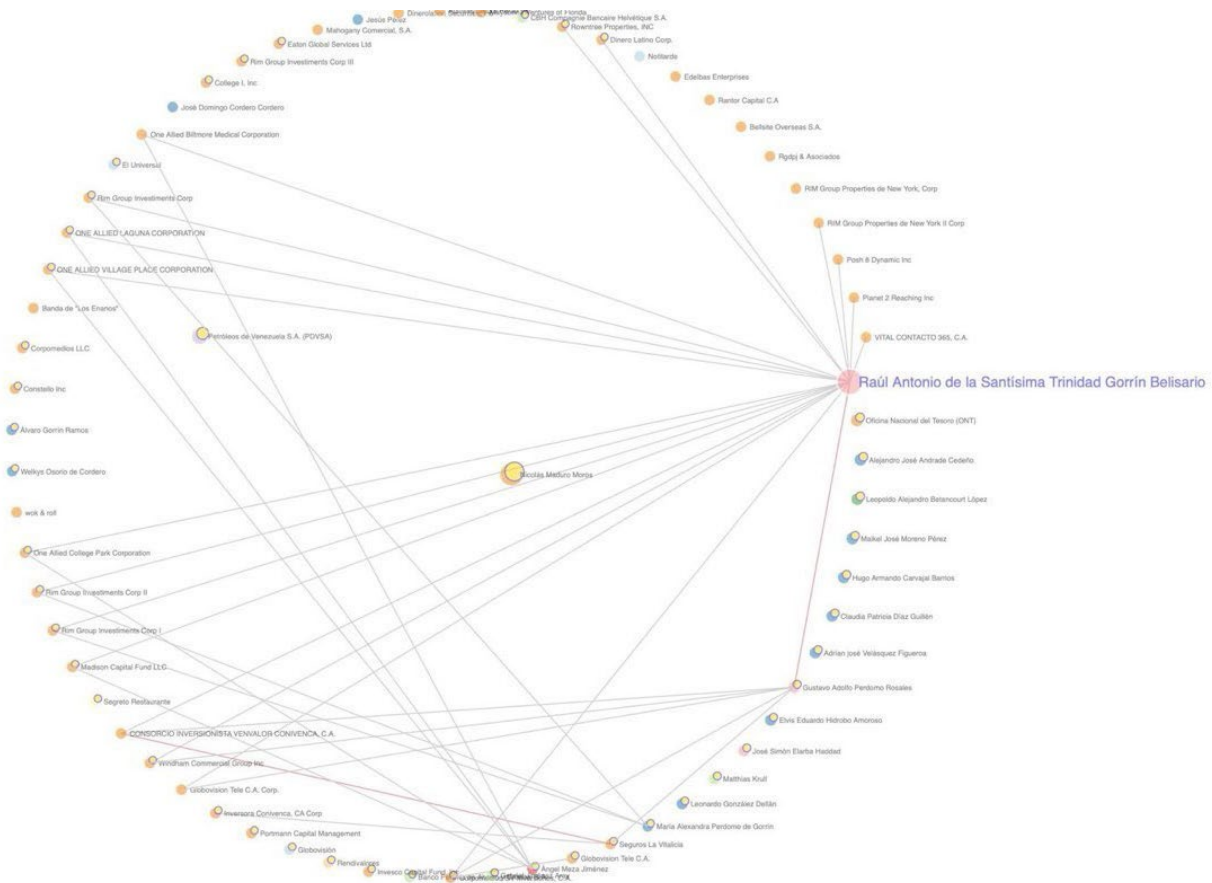 CBH Compagnie Bancaire Helvétique S.A.
Jesús Pérez
Mahogany Comercial, S.A.
Rowntree Properties, INC
Dinero Latino Corp.
Eaton Global Services Ltd
Notitarde
Rim Group Investiments Corp III
Edelbas Enterprises
College I, Inc
Rantor Capital C.A
José Domingo Cordero Cordero
Bellsite Overseas S.A.
One Allied Biltmore Medical Corporation
Rgdpj & Asociados
El Universal
RIM Group Properties de New York, Corp
Rim Group Investiments Corp
RIM Group Properties de New York II Corp
ONE ALLIED LAGUNA CORPORATION
Posh 8 Dynamic Inc
ONE ALLIED VILLAGE PLACE CORPORATION
Planet 2 Reaching Inc
Banda de "Los Enanos"
Petróleos de Venezuela S.A. (PDVSA)
VITAL CONTACTO 365, C.A.
Corpomedios LLC
Raúl Antonio de la Santísima Trinidad Gorrín Belisario
Constello Inc
Oficina Nacional del Tesoro (ONT)
Álvaro Gorrín Ramos
Alejandro José Andrade Cedeño
Welkys Osorio de Cordero
Nicolás Maduro Moros
Leopoldo Alejandro Betancourt López
wok & roll
Maikel José Moreno Pérez
One Allied College Park Corporation
Hugo Armando Carvajal Barrios
Rim Group Investiments Corp II
Claudia Patricia Díaz Guillén
Rim Group Investiments Corp I
Adrian josé Velásquez Figueros
Madison Capital Fund LLC
Gustavo Adolfo Perdomo Rosales
Segreto Restaurante
Elvis Eduardo Hidrobo Amoroso
CONSORCIO INVERSIONISTA VENVALOR CONIVENCA, C.A.
José Simón Elarba Haddad
Windham Commercial Group Inc
Matthias Krull
Globovision Tele C.A. Corp.
Leonardo González Dellán
Inversora Conivenca, CA Corp
María Alexandra Perdomo de Gorrín
Portmann Capital Management
Seguros La Vitalicia
Globovisión
Globovision Tele C.A.
Rendivalores
Invesco Capital Fund,
Ángel Meza Jiménez
Banco